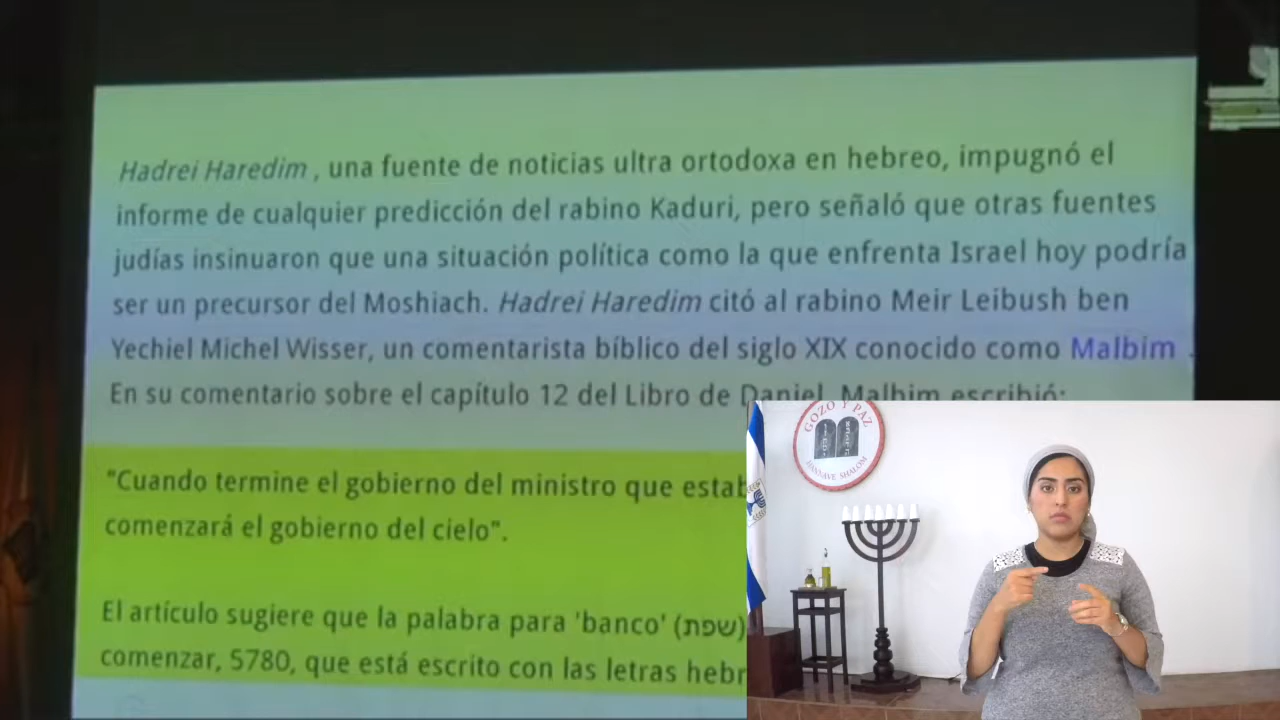 Hadrei Haredim , una fuente de noticias ultra ortodoxa en hebreo, impugnó el
informe de cualquier predicción del rabino Kaduri, pero señaló que otras fuentes
judías insinuaron que una situación política como la que enfrenta Israel hoy podría
ser un precursor del Moshiach. Hadrei Haredim citó al rabino Meir Leibush ben
Yechiel Michel Wisser, un comentarista bíblico del siglo XIX conocido como Malbim .
En su comentario sobre el capítulo 12 del Libro de Daniel, Malbim escribió:
"Cuando termine el gobierno del ministro que estab
comenzará el gobierno del cielo".
El artículo sugiere que la palabra para 'banco' (שפת)
comenzar, 5780, que está escrito con las letras hebr
GOZO Y PAZ
SHALOM